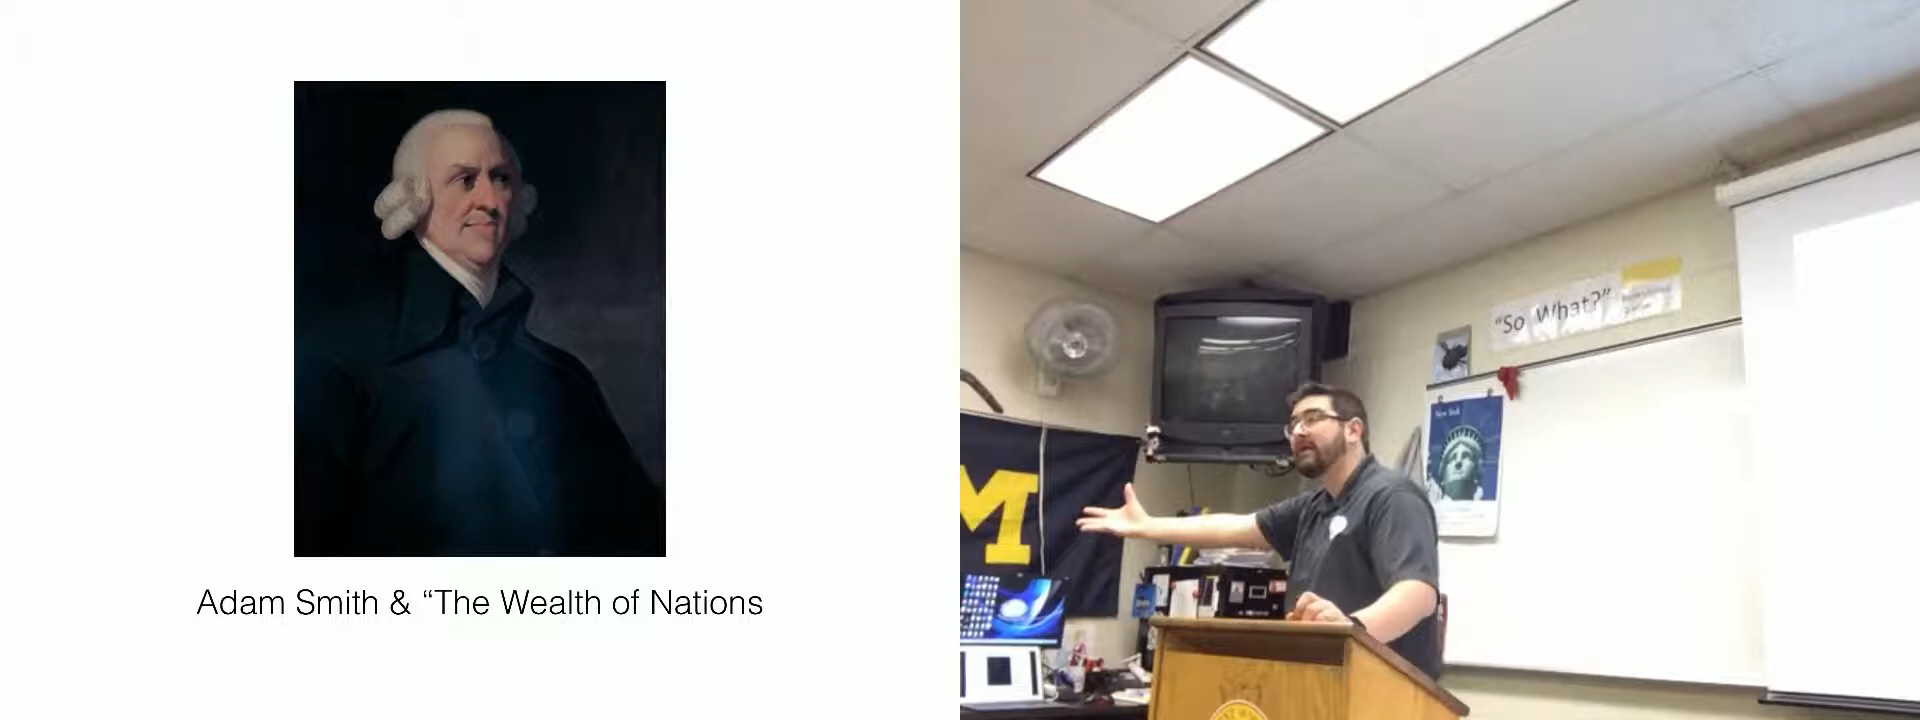 Adam Smith & “The Wealth of Nations
"So What?"
New York
M